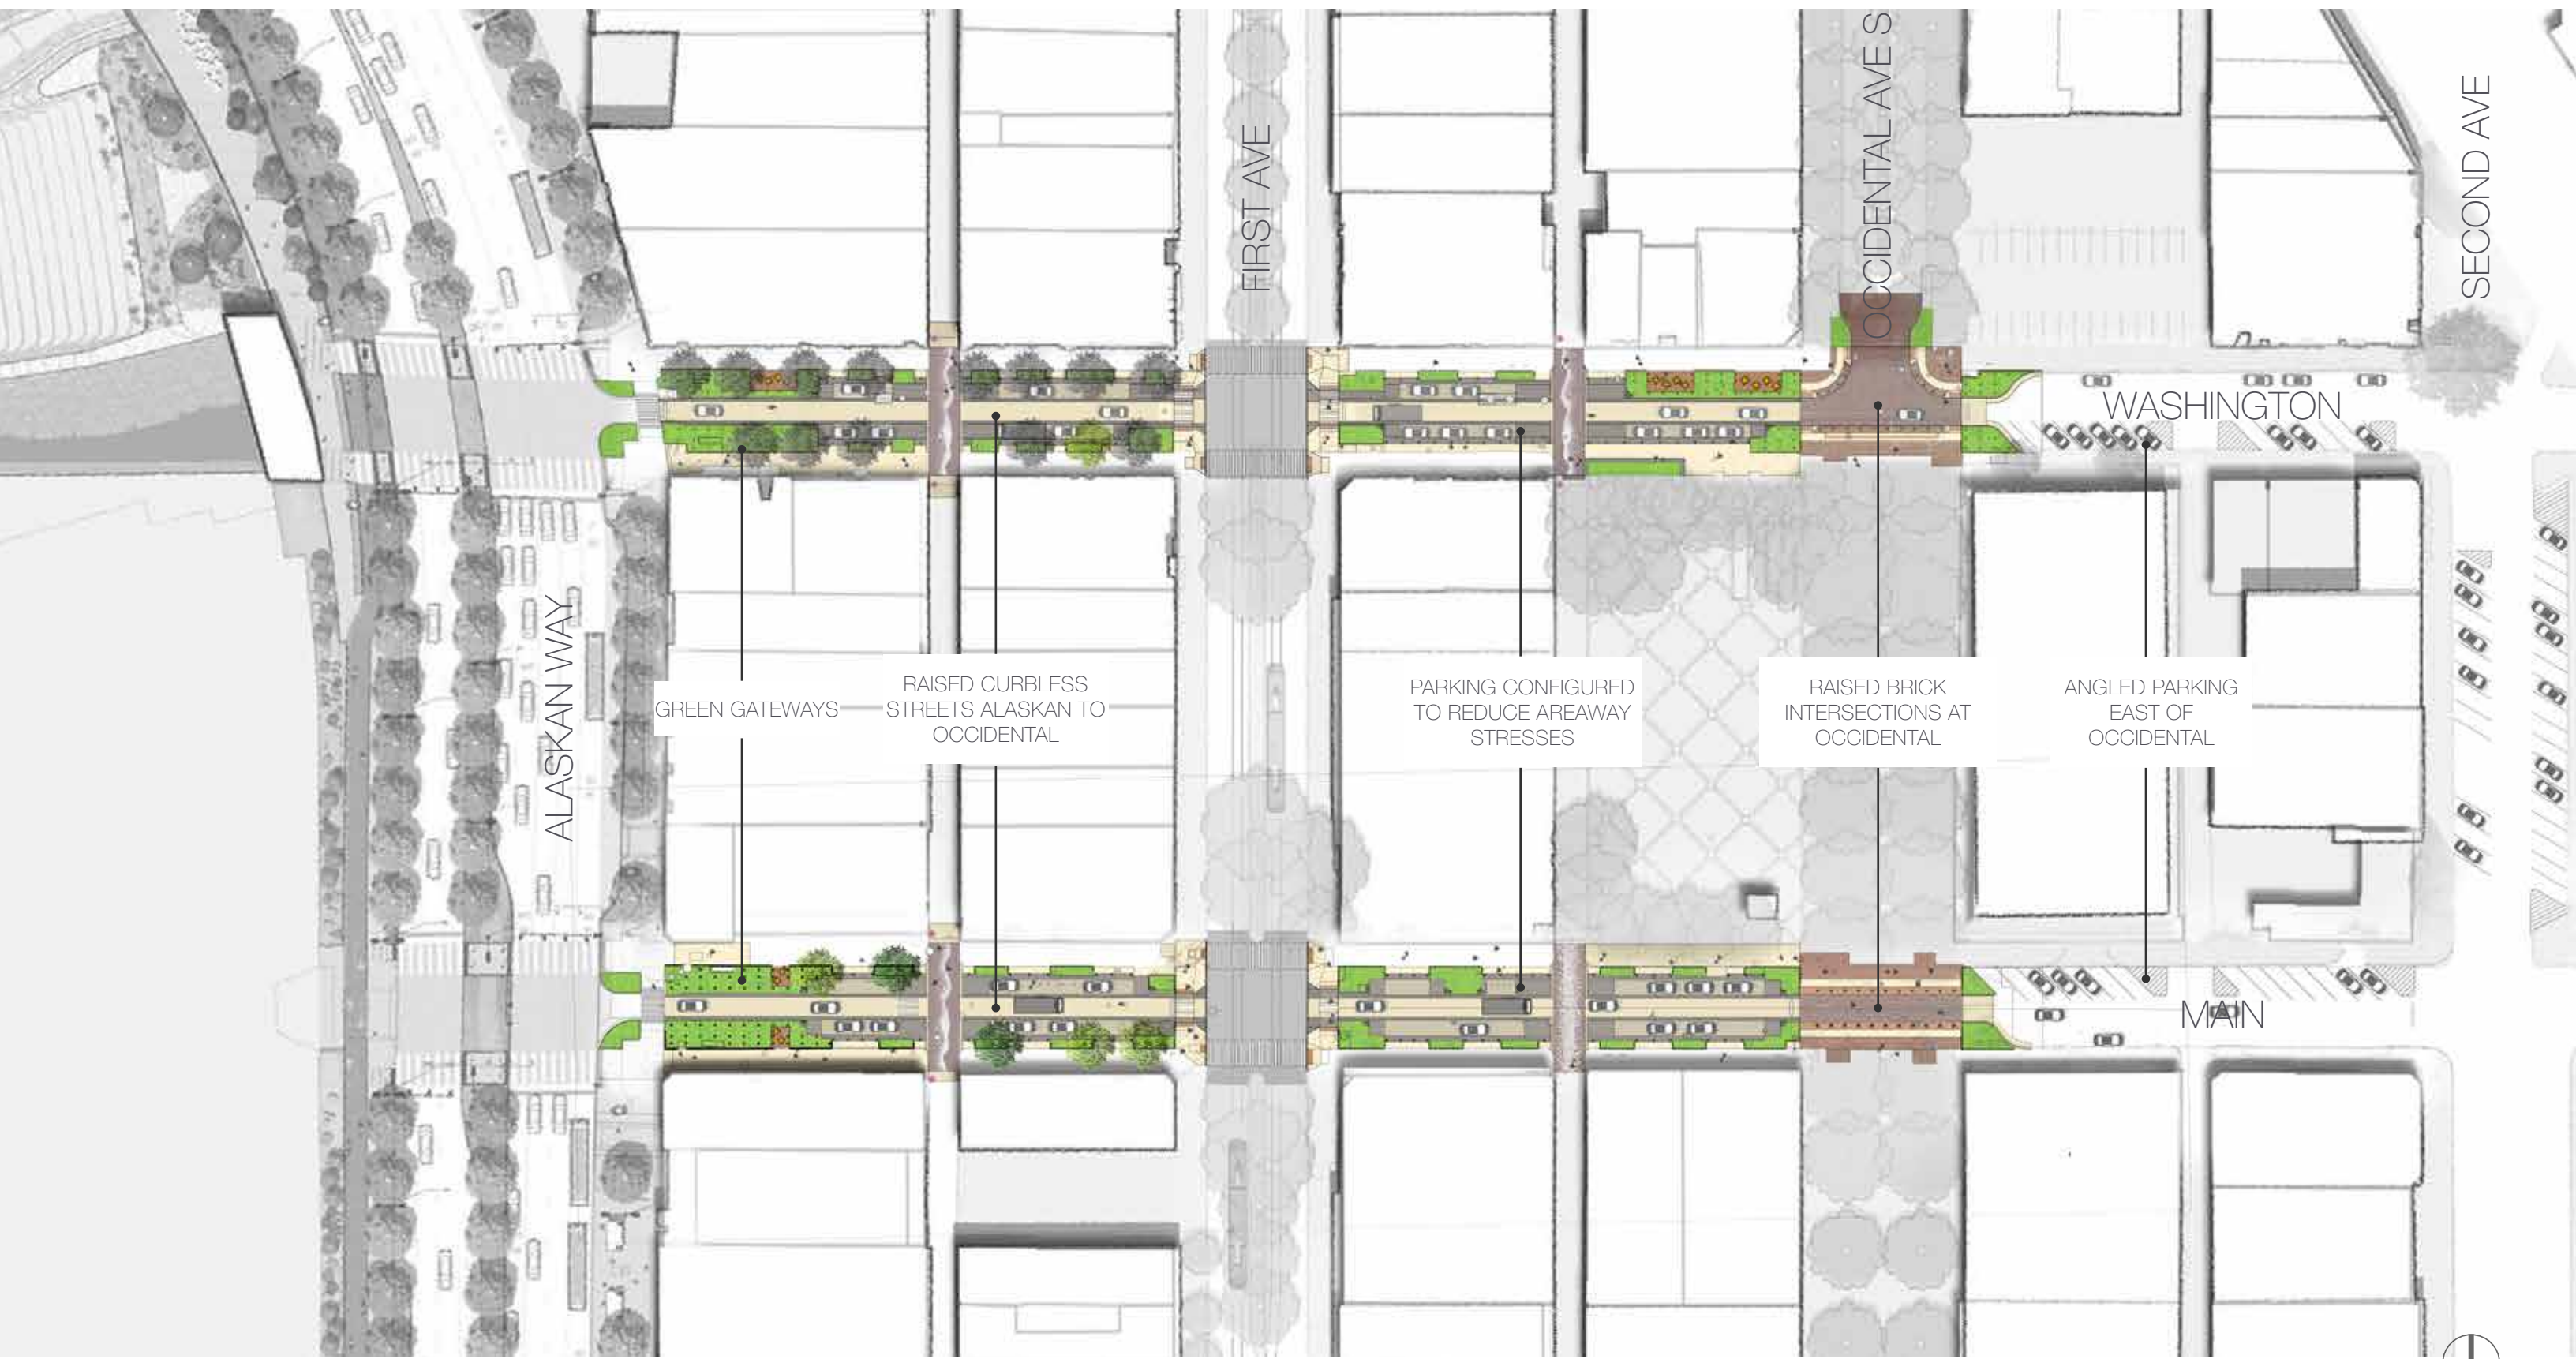 OCCIDENTAL AVE S
SECOND AVE
FIRST AVE
WASHINGTON
ALASKAN WAY
GREEN GATEWAYS
RAISED CURBLESS
STREETS ALASKAN TO
OCCIDENTAL
PARKING CONFIGURED
TO REDUCE AREAWAY
STRESSES
RAISED BRICK
INTERSECTIONS AT
OCCIDENTAL
ANGLED PARKING
EAST OF
OCCIDENTAL
MAIN